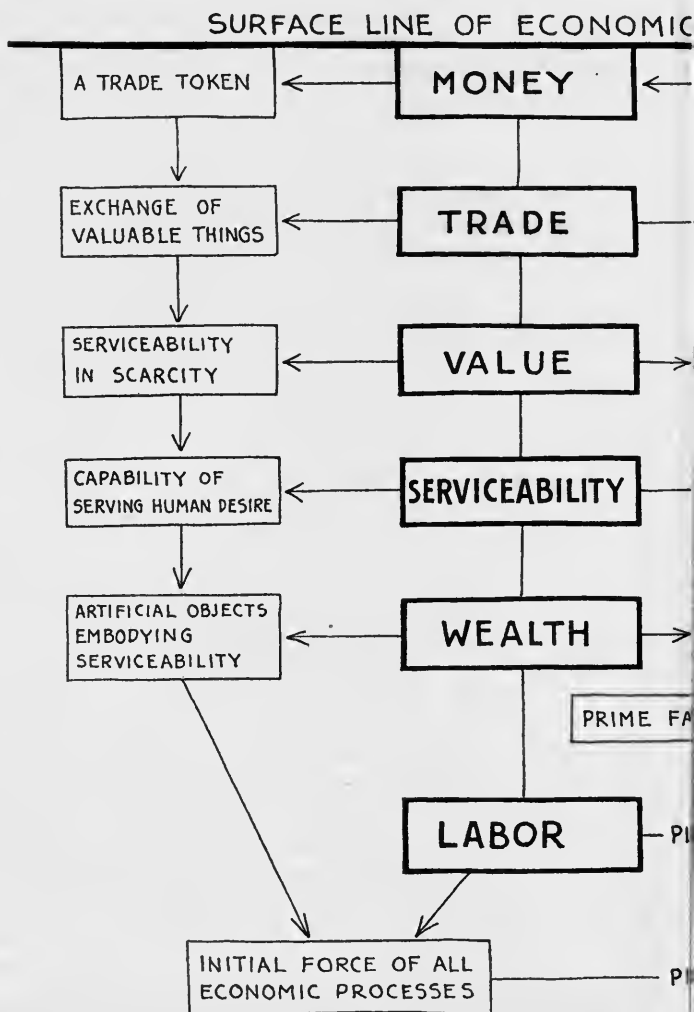 SURFACE LINE OF ECONOMIC
A TRADE TOKEN
MONEY
EXCHANGE OF
VALUABLE THINGS
TRADE
SERVICEABILITY
IN SCARCITY
VALUE
CAPABILITY OF
SERVING HUMAN DESIRE
SERVICEABILITY
ARTIFICIAL OBJECTS
EMBODYING
SERVICEABILITY
WEALTH
PRIME
LABOR
INITIAL FORCE OF ALL
ECONOMIC PROCESSES